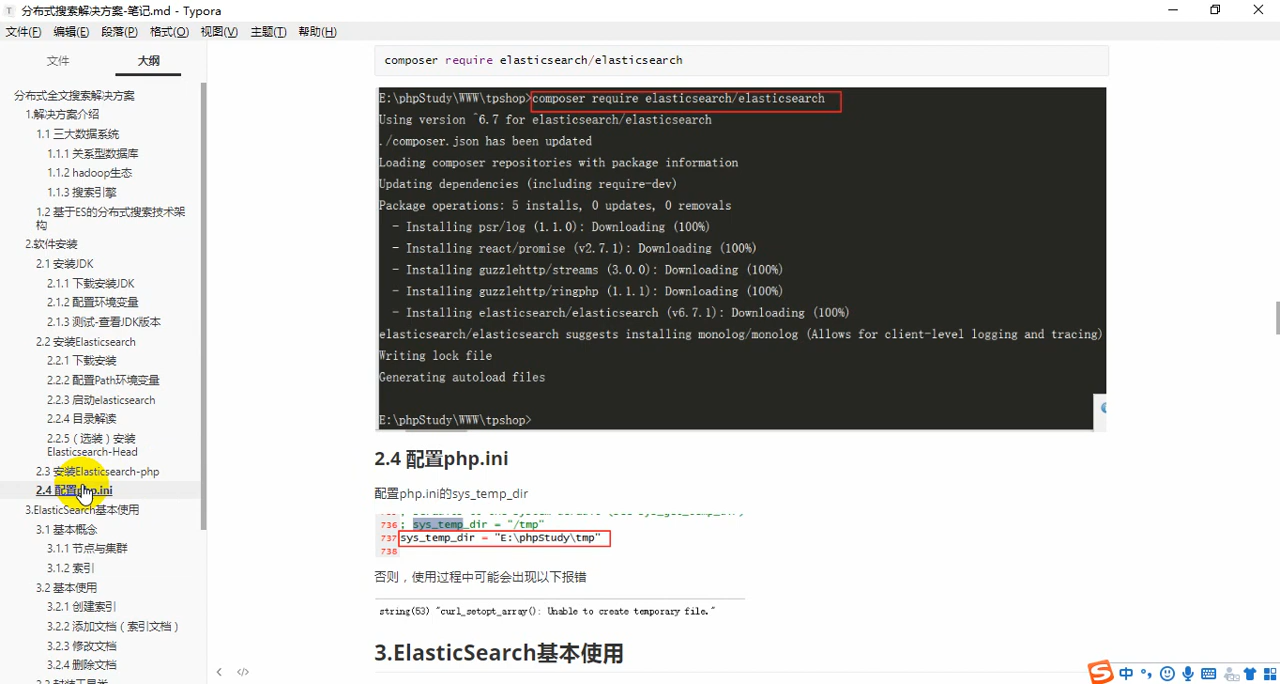 分布式搜索解决方案-笔记.md - Typora
文件(F) 编辑(E) 段落(P) 格式(O) 视图(V) 主题(T) 帮助(H)
文件 大纲
分布式全文搜索解决方案
1.解决方案介绍
1.1 三大数据系统
1.1.1 关系型数据库
1.1.2 hadoop生态
1.1.3 搜索引擎
1.2 基于ES的分布式搜索技术架
构
2.软件安装
2.1 安装JDK
2.1.1 下载安装JDK
2.1.2 配置环境变量
2.1.3 测试-查看JDK版本
2.2 安装Elasticsearch
2.2.1 下载安装
2.2.2 配置Path环境变量
2.2.3 启动elasticsearch
2.2.4 目录解读
2.2.5（选装）安装
Elasticsearch-Head
2.3 安装Elasticsearch-php
2.4 配置php.ini
3.ElasticSearch基本使用
3.1 基本概念
3.1.1 节点与集群
3.1.2 索引
3.2 基本使用
3.2.1 创建索引
3.2.2 添加文档（索引文档）
3.2.3 修改文档
3.2.4 删除文档
composer require elasticsearch/elasticsearch
E:\phpStudy\WWW\tpshop>composer require elasticsearch/elasticsearch
Using version ^6.7 for elasticsearch/elasticsearch
./composer.json has been updated
Loading composer repositories with package information
Updating dependencies (including require-dev)
Package operations: 5 installs, 0 updates, 0 removals
- Installing psr/log (1.1.0): Downloading (100%)
- Installing react/promise (v2.7.1): Downloading (100%)
- Installing guzzlehttp/streams (3.0.0): Downloading (100%)
- Installing guzzlehttp/ringphp (1.1.1): Downloading (100%)
- Installing elasticsearch/elasticsearch (v6.7.1): Downloading (100%)
elasticsearch/elasticsearch suggests installing monolog/monolog (Allows for client-level logging and tracing)
Writing lock file
Generating autoload files
E:\phpStudy\WWW\tpshop>
2.4 配置php.ini
配置php.ini的sys_temp_dir
736 ; sys_temp_dir = "/tmp"
737 sys_temp_dir = "E:\phpStudy\tmp"
738
否则，使用过程中可能会出现以下报错
string(53) "curl_setopt_array(): Unable to create temporary file."
3.ElasticSearch基本使用
中